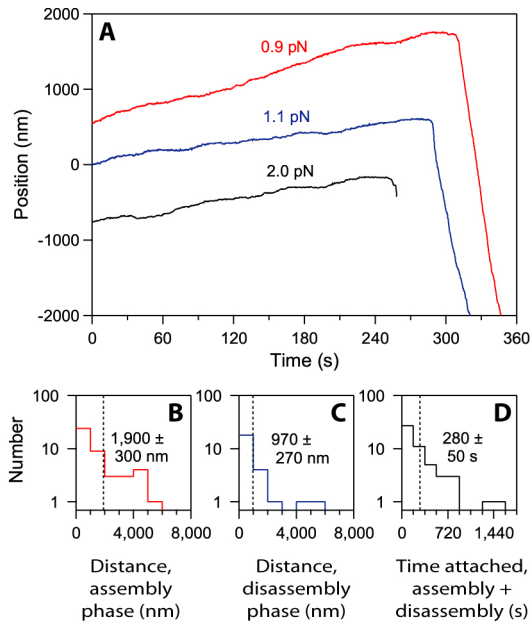 A
2000
1000
0
-1000
-2000
Position (nm)
0.9 pN
1.1 pN
2.0 pN
0 60 120 180 240 300 360
Time (s)
Number
100
10
1
B
1,900 ±
300 nm
0 4,000 8,000
Distance,
assembly
phase (nm)
100
10
1
C
970 ±
270 nm
0 4,000 8,000
Distance,
disassembly
phase (nm)
100
10
1
D
280 ±
50 s
0 720 1,440
Time attached,
assembly +
disassembly (s)